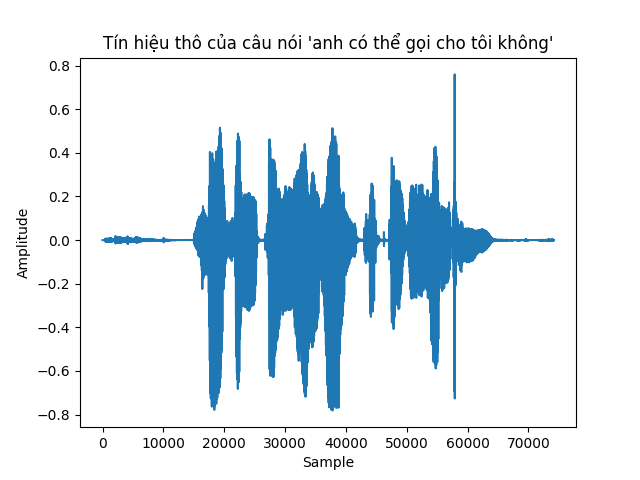 Tín hiệu thô của câu nói 'anh có thể gọi cho tôi không'
0.8
0.6
0.4
0.2
0.0
−0.2
−0.4
−0.6
−0.8
Amplitude
0 10000 20000 30000 40000 50000 60000 70000
Sample